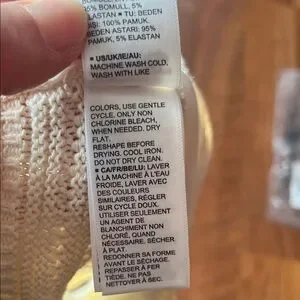 95% BOMULL, 5%
ELASTAN ■ TU: BEDEN
DIŞI: 100% PAMUK.
BEDEN ASTARI: 95%
PAMUK, 5% ELASTAN
■ US/UK/IE/AU:
MACHINE WASH COLD,
WASH WITH LIKE
COLORS, USE GENTLE
CYCLE. ONLY NON
CHLORINE BLEACH,
WHEN NEEDED. DRY
FLAT.
RESHAPE BEFORE
DRYING. COOL IRON.
DO NOT DRY CLEAN.
■ CA/FR/BE/LU: LAVER
À LA MACHINE À L'EAU
FROIDE, LAVER AVEC
DES COULEURS
SIMILAIRES, RÉGLER
SUR CYCLE DOUX.
UTILISER SEULEMENT
UN AGENT DE
BLANCHIMENT NON
CHLORÉ, QUAND
NÉCESSAIRE. SÉCHER
À PLAT.
REDONNER SA FORME
AVANT LE SÉCHAGE.
REPASSER À FER
TIÈDE. NE PAS
NETTOYER À SEC.